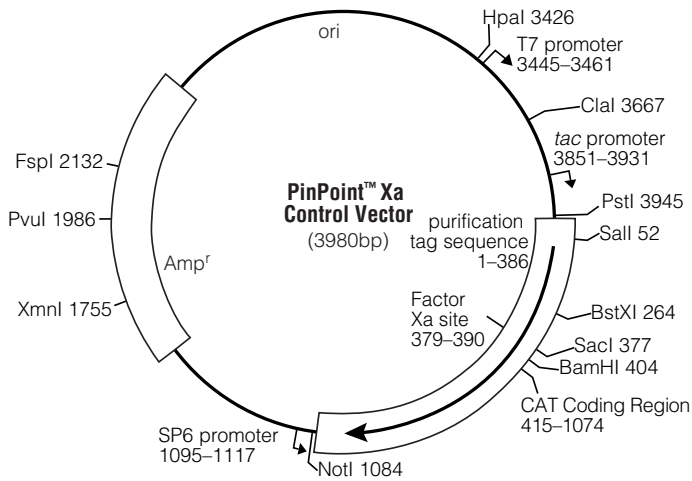 HpaI 3426
T7 promoter
3445–3461
ori
ClaI 3667
tac promoter
3851–3931
FspI 2132
PvuI 1986
XmnI 1755
Ampr
PinPoint™ Xa
Control Vector
(3980bp)
PstI 3945
purification
tag sequence
1–386
SalI 52
Factor
Xa site
379–390
BstXI 264
SacI 377
BamHI 404
CAT Coding Region
415–1074
SP6 promoter
1095–1117
NotI 1084